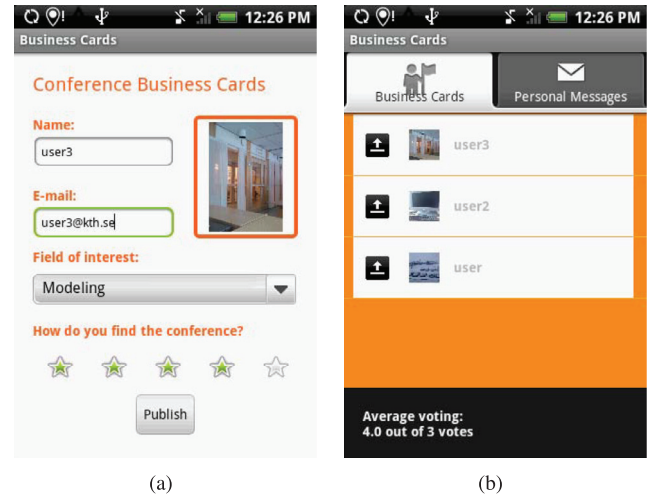 12:26 PM
Business Cards
Conference Business Cards
Name:
user3
E-mail:
user3@kth.se
Field of interest:
Modeling
How do you find the conference?
Publish
(a)
12:26 PM
Business Cards
Business Cards
Personal Messages
user3
user2
user
Average voting:
4.0 out of 3 votes
(b)